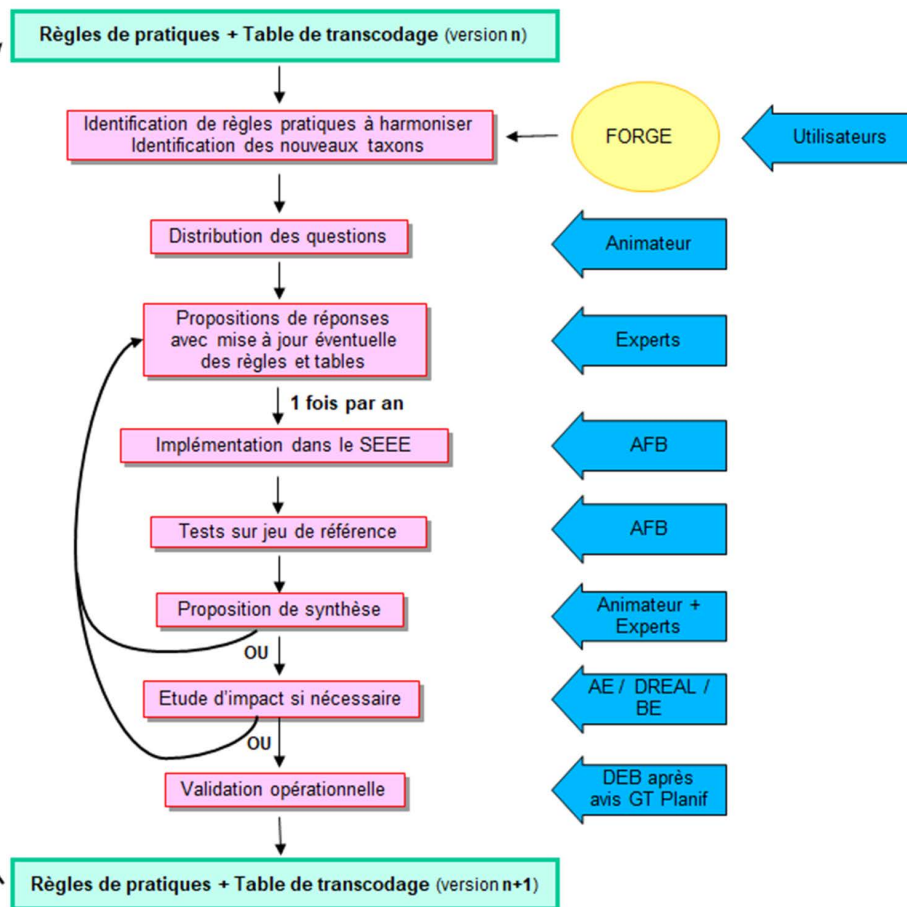 Règles de pratiques + Table de transcodage (version n)
Identification de règles pratiques à harmoniser
Identification des nouveaux taxons
FORGE
Utilisateurs
Distribution des questions
Animateur
Propositions de réponses
avec mise à jour éventuelle
des règles et tables
Experts
1 fois par an
Implémentation dans le SEEE
AFB
Tests sur jeu de référence
AFB
Proposition de synthèse
Animateur +
Experts
OU
Etude d'impact si nécessaire
AE / DREAL /
BE
OU
Validation opérationnelle
DEB après
avis GT Planif
Règles de pratiques + Table de transcodage (version n+1)